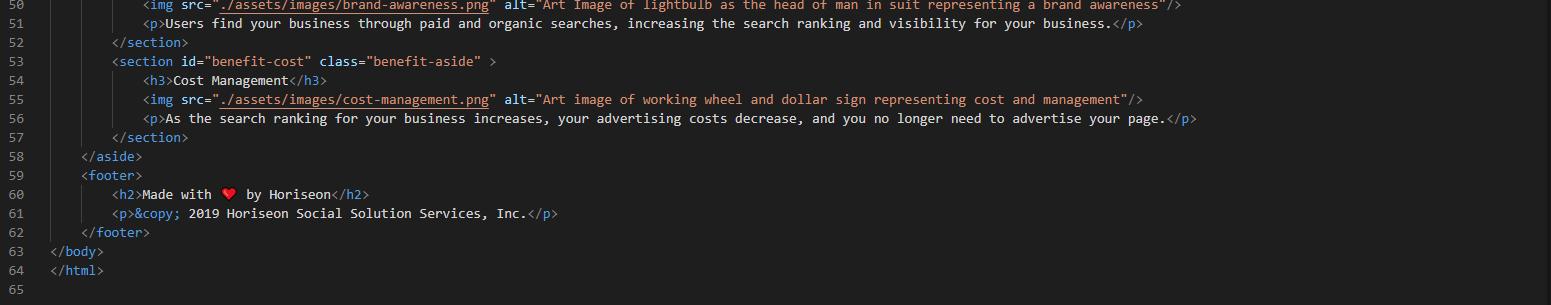 50 <img src="./assets/images/brand-awareness.png" alt="Art Image of lightbulb as the head of man in suit representing a brand awareness"/>
51 <p>Users find your business through paid and organic searches, increasing the search ranking and visibility for your business.</p>
52 </section>
53 <section id="benefit-cost" class="benefit-aside" >
54 <h3>Cost Management</h3>
55 <img src="./assets/images/cost-management.png" alt="Art image of working wheel and dollar sign representing cost and management"/>
56 <p>As the search ranking for your business increases, your advertising costs decrease, and you no longer need to advertise your page.</p>
57 </section>
58 </aside>
59 <footer>
60 <h2>Made with ❤️ by Horiseon</h2>
61 <p>&copy; 2019 Horiseon Social Solution Services, Inc.</p>
62 </footer>
63 </body>
64 </html>
65